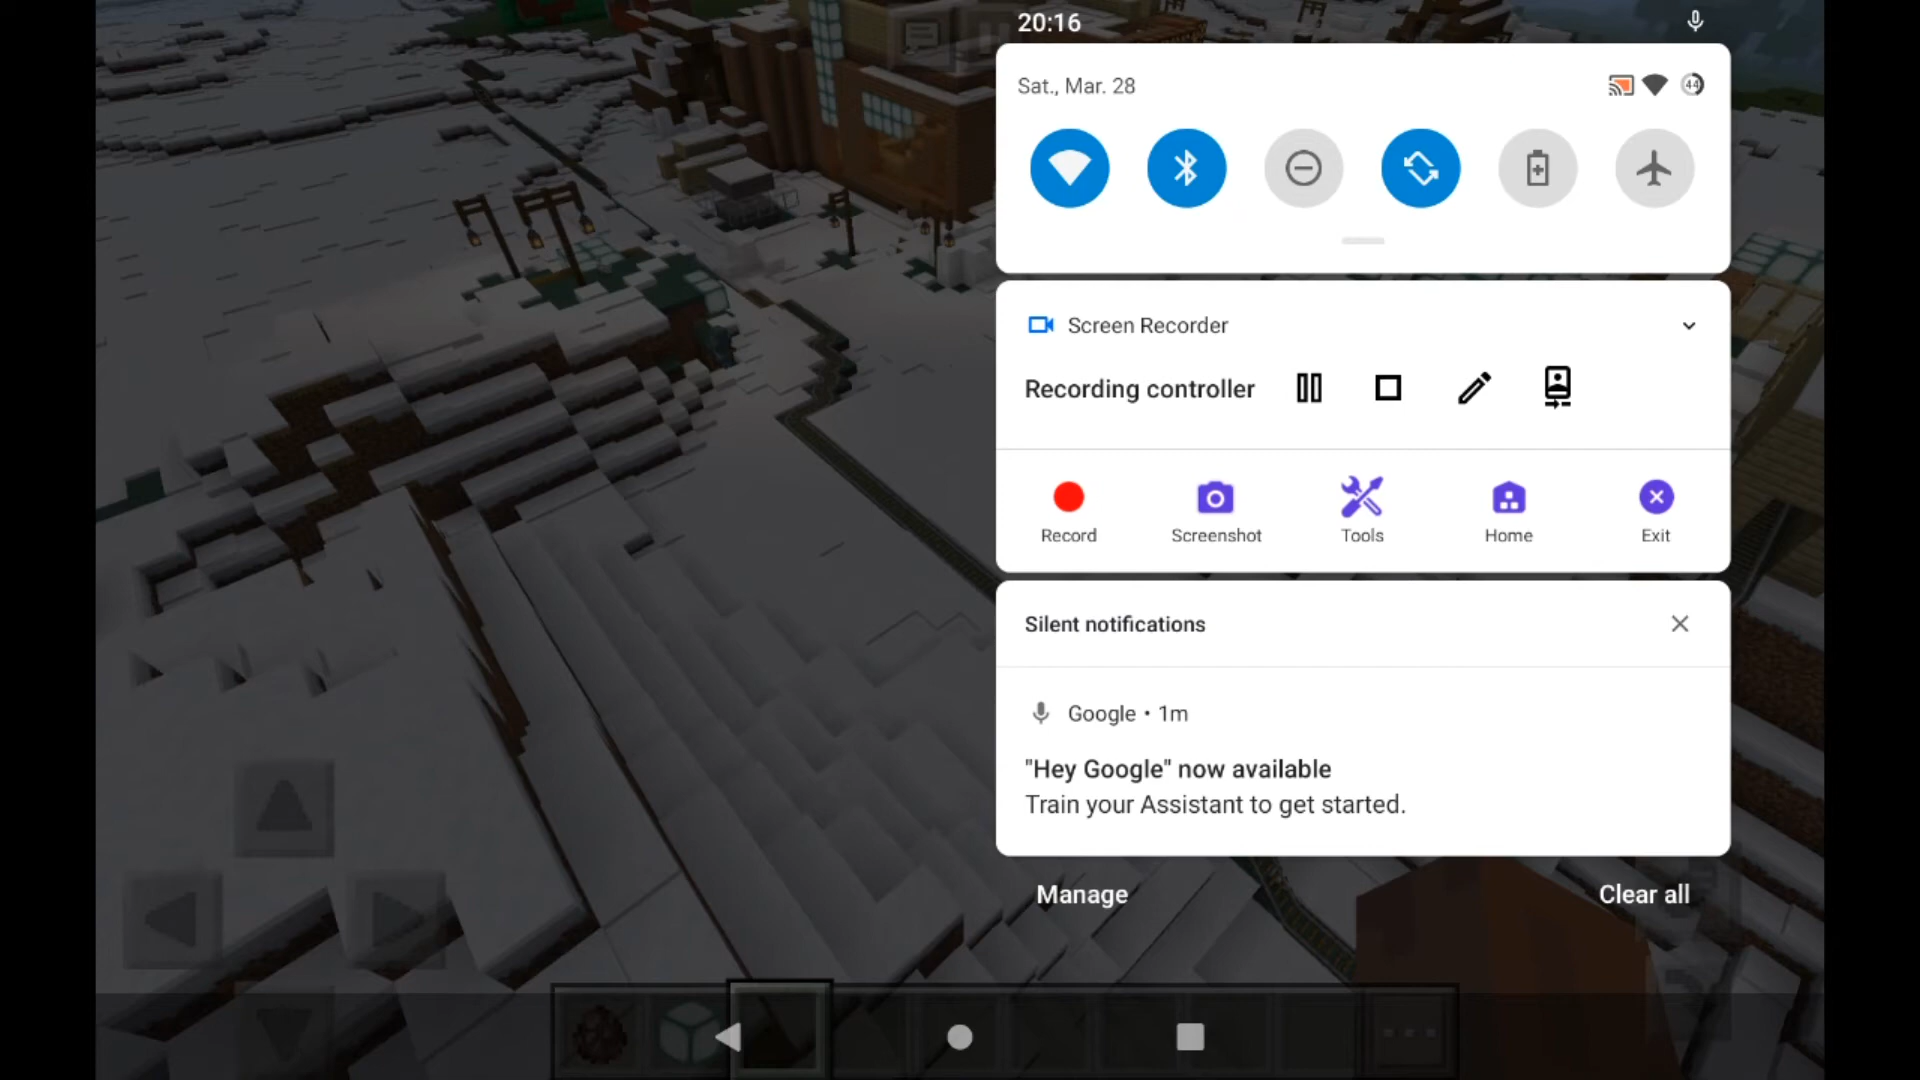 20:16
Sat., Mar. 28
44
Screen Recorder
Recording controller
Record
Screenshot
Tools
Home
Exit
Silent notifications
Google • 1m
"Hey Google" now available
Train your Assistant to get started.
Manage
Clear all